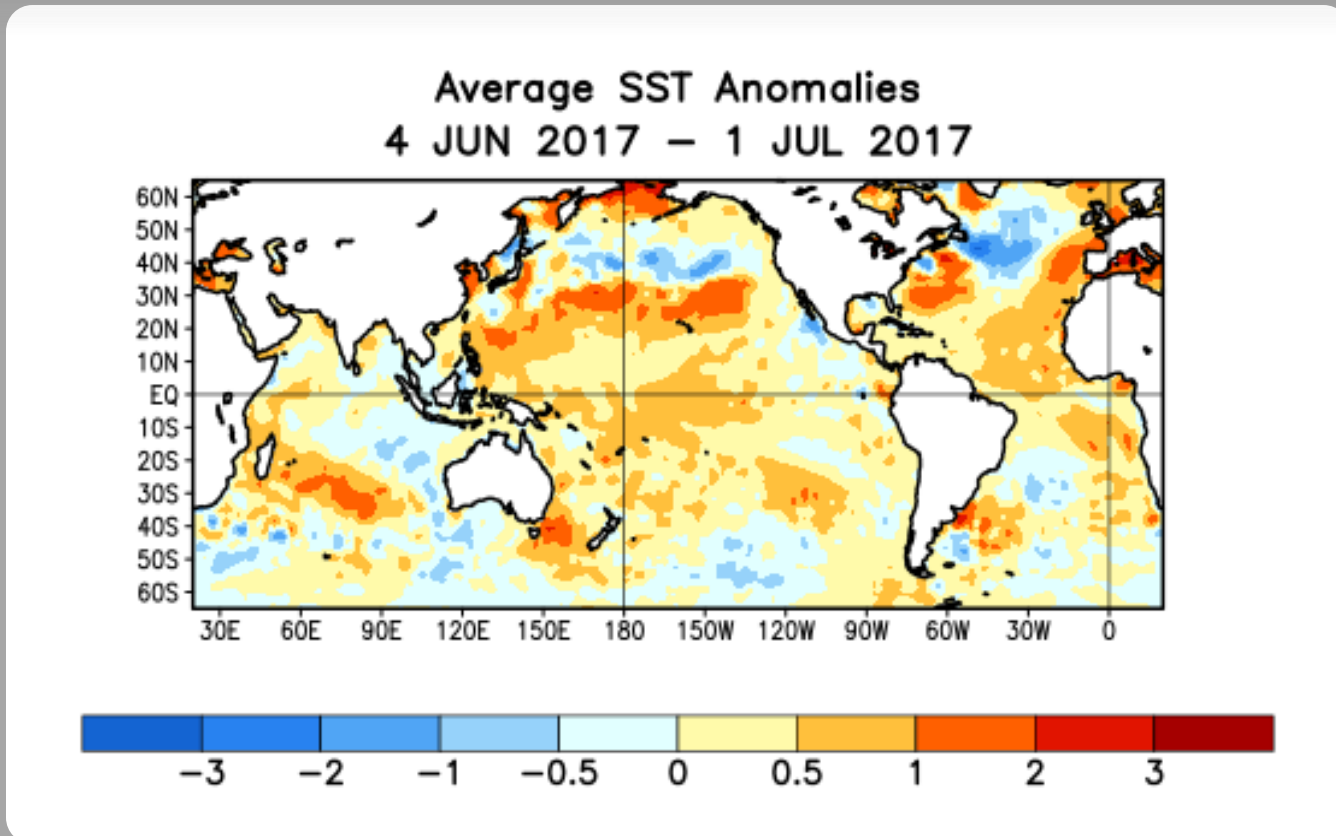 Average SST Anomalies
4 JUN 2017 – 1 JUL 2017
60N
50N
40N
30N
20N
10N
EQ
10S
20S
30S
40S
50S
60S
30E 60E 90E 120E 150E 180 150W 120W 90W 60W 30W 0
−3 −2 −1 −0.5 0 0.5 1 2 3